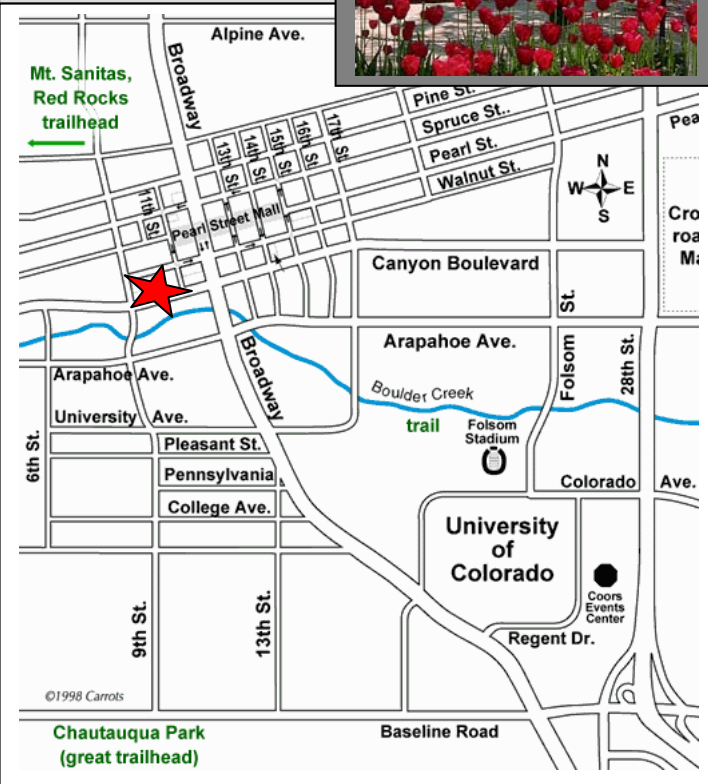 Alpine Ave.
Mt. Sanitas,
Red Rocks
trailhead
Broadway
Pine St.
Spruce St..
Pearl St.
Walnut St.
13th St.
14th St.
15th St.
16th St.
17th St.
11th St.
Pearl Street Mall
N
W E
S
Canyon Boulevard
Arapahoe Ave.
Folsom St.
28th St.
Broadway
Arapahoe Ave.
Boulder Creek
trail
University Ave.
Folsom
Stadium
Pleasant St.
6th St.
Pennsylvania
Colorado Ave.
College Ave.
University
of
Colorado
Coors
Events
Center
9th St.
13th St.
Regent Dr.
©1998 Carrots
Chautauqua Park
(great trailhead)
Baseline Road